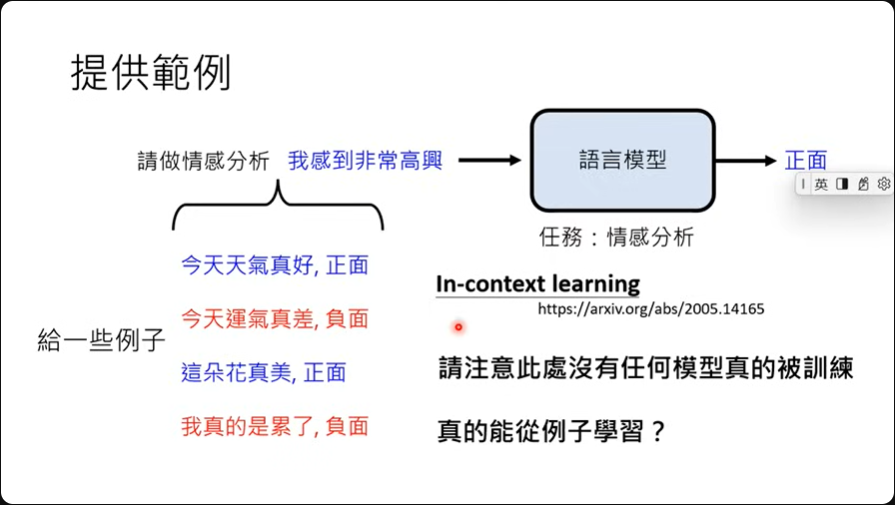 提供範例
請做情感分析 我感到非常高興
語言模型
正面
英
任務：情感分析
今天天氣真好, 正面
In-context learning
https://arxiv.org/abs/2005.14165
今天運氣真差, 負面
給一些例子
這朵花真美, 正面
請注意此處沒有任何模型真的被訓練
我真的是累了, 負面
真的能從例子學習？